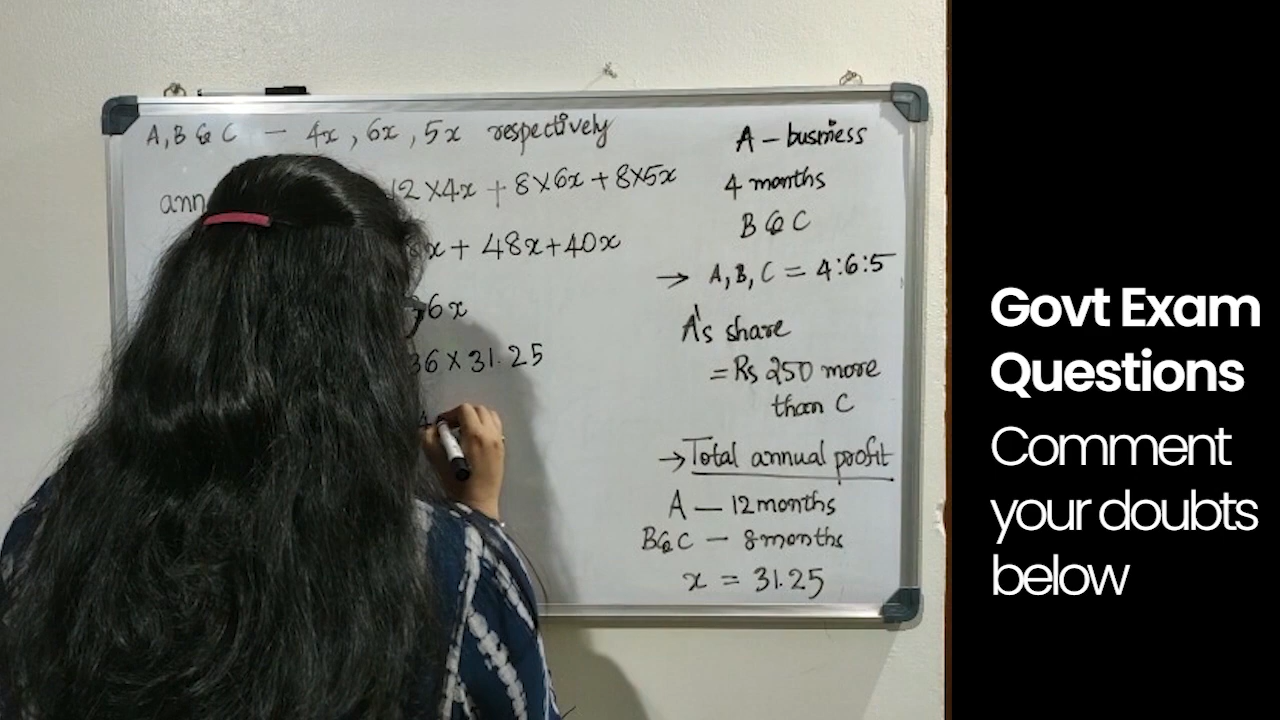 A, B & C — 4x, 6x, 5x respectively
12 X 4x + 8 X 6x + 8 X 5x
x + 48x + 40x
36x
36 X 31.25
A — business
4 months
B & C
→ A, B, C = 4:6:5
A's share
= Rs 250 more
than C
→ Total annual profit
A — 12 months
B & C — 8 months
x = 31.25
Govt Exam
Questions
Comment
your doubts
below